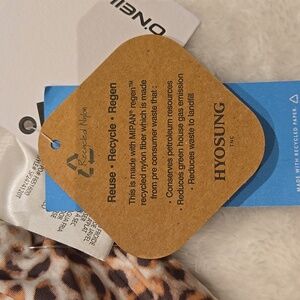 O'NEILL
Recycled Nylon
Reuse • Recycle • Regen
This is made with MIPAN® regen™
recycled nylon fiber which is made
from pre consumer waste that :
• Conserves petroleum resources
• Reduces green house gas emission
• Reduces waste to landfill
HYOSUNG
TNC
MADE WITH RECYCLED PAPER